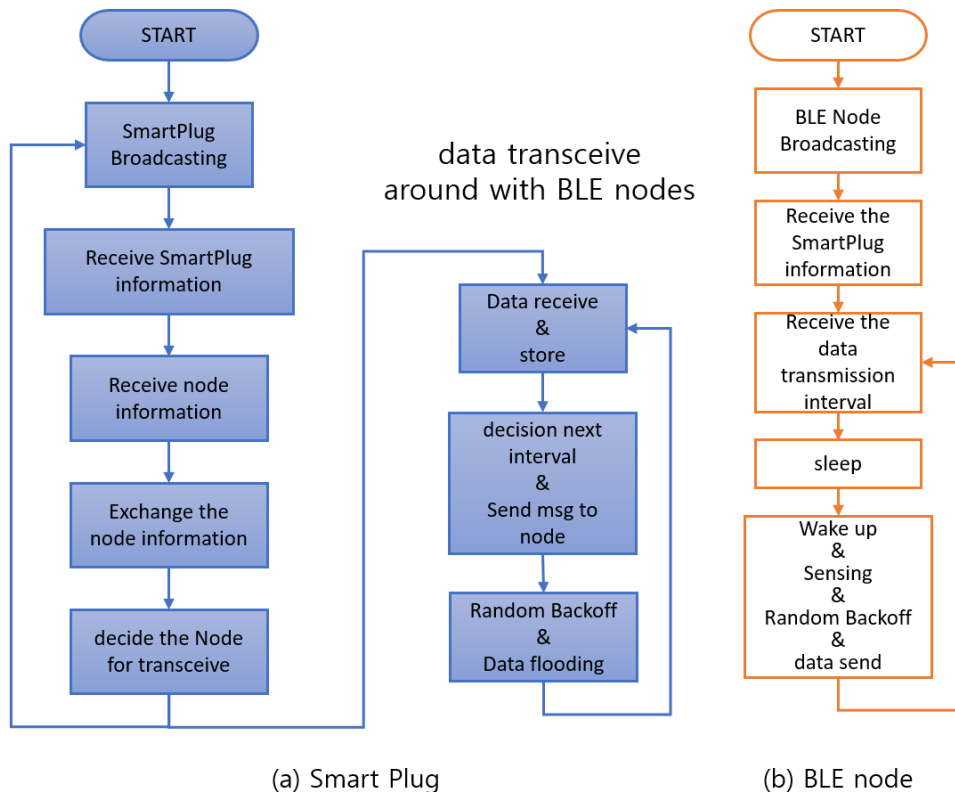 START
SmartPlug
Broadcasting
Receive SmartPlug
information
Receive node
information
Exchange the
node information
decide the Node
for transceive
data transceive
around with BLE nodes
Data receive
&
store
decision next
interval
&
Send msg to
node
Random Backoff
&
Data flooding
(a) Smart Plug
START
BLE Node
Broadcasting
Receive the
SmartPlug
information
Receive the
data
transmission
interval
sleep
Wake up
&
Sensing
&
Random Backoff
&
data send
(b) BLE node